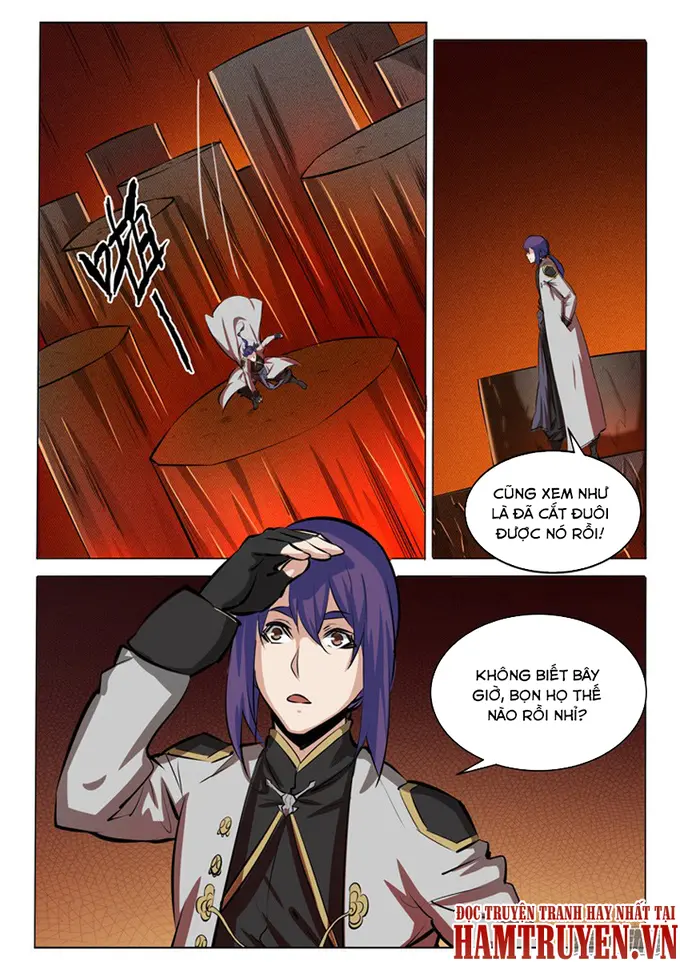 啪
CŨNG XEM NHƯ
LÀ ĐÃ CẮT ĐUÔI
ĐƯỢC NÓ RỒI!
KHÔNG BIẾT BÂY
GIỜ, BỌN HỌ THẾ
NÀO RỒI NHỈ?
ĐỌC TRUYỆN TRANH HAY NHẤT TẠI
HAMTRUYEN.VN